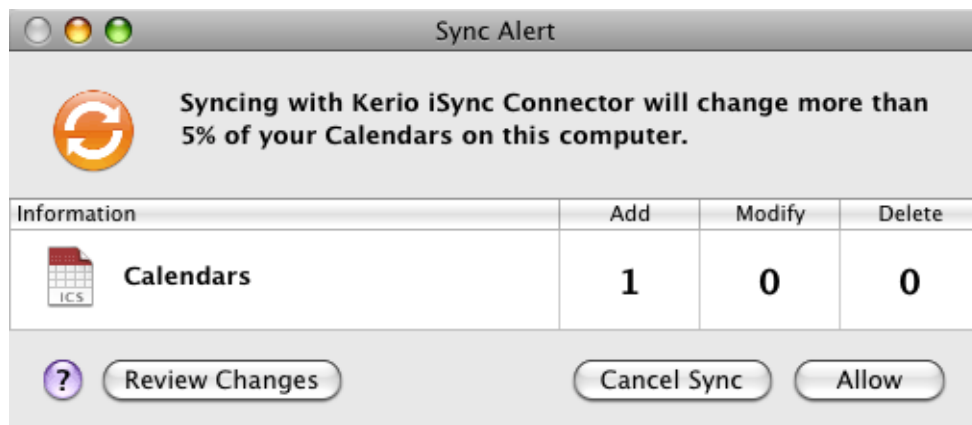 Sync Alert
Syncing with Kerio iSync Connector will change more than
5% of your Calendars on this computer.
Information Add Modify Delete
ICS Calendars 1 0 0
? Review Changes Cancel Sync Allow